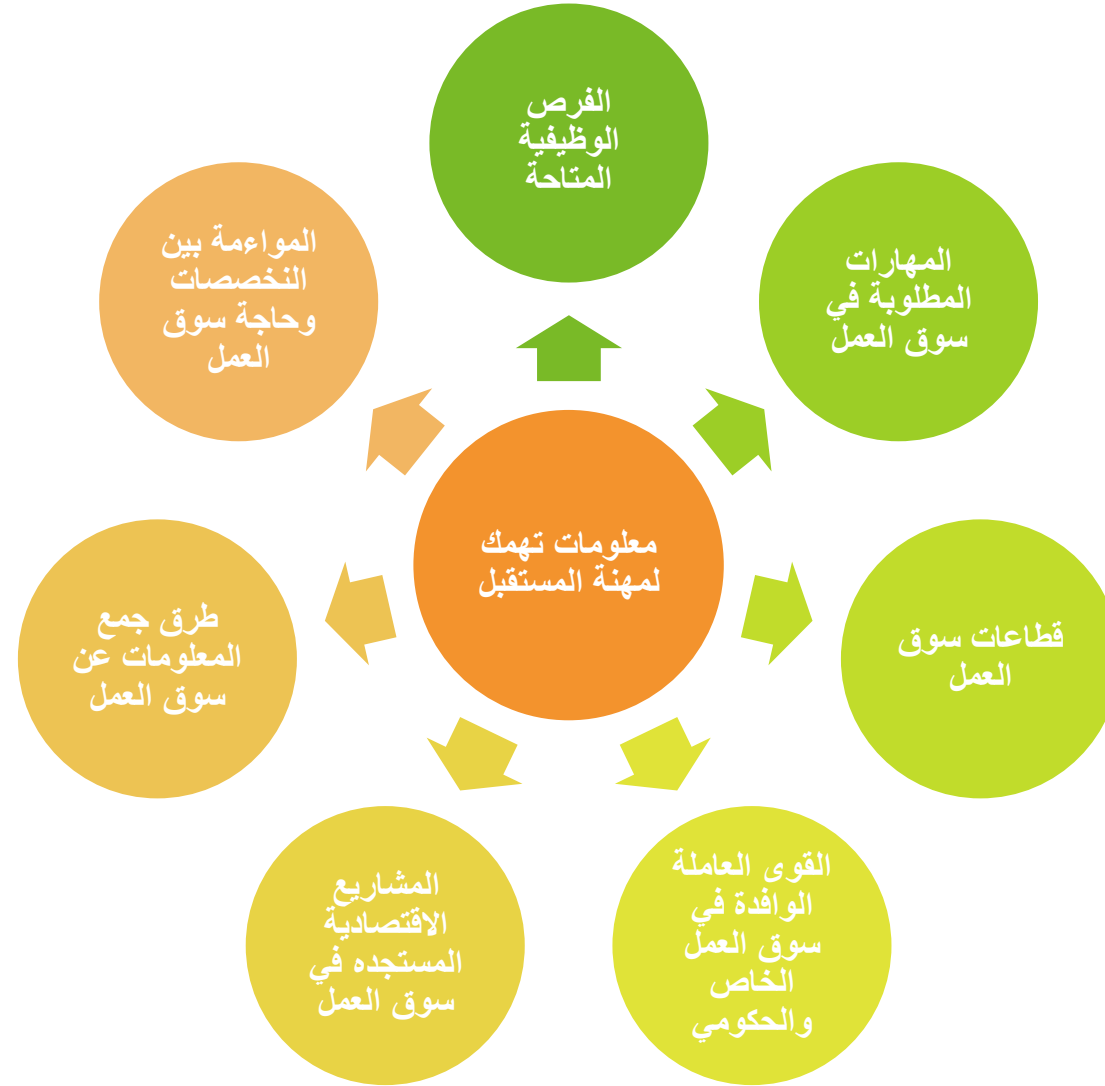 الفرص
الوظيفية
المتاحة
المهارات
المطلوبة في
سوق العمل
قطاعات سوق
العمل
القوى العاملة
الوافدة في
سوق العمل
الخاص
والحكومي
المشاريع
الاقتصادية
المستجده في
سوق العمل
طرق جمع
المعلومات عن
سوق العمل
المواءمة بين
النخصصات
وحاجة سوق
العمل
معلومات تهمك
لمهنة المستقبل